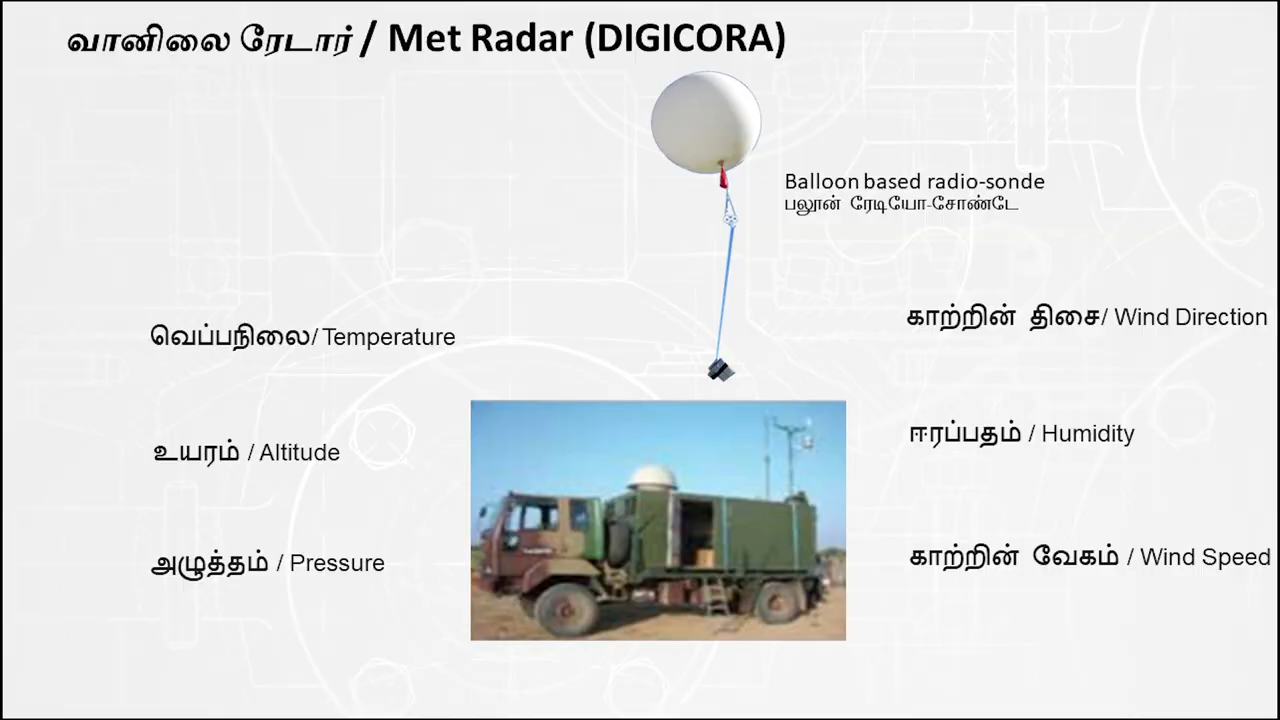 வானிலை ரேடார் / Met Radar (DIGICORA)
Balloon based radio-sonde
பலூன் ரேடியோ-சோண்டே
வெப்பநிலை/ Temperature
காற்றின் திசை/ Wind Direction
உயரம் / Altitude
ஈரப்பதம் / Humidity
அழுத்தம் / Pressure
காற்றின் வேகம் / Wind Speed